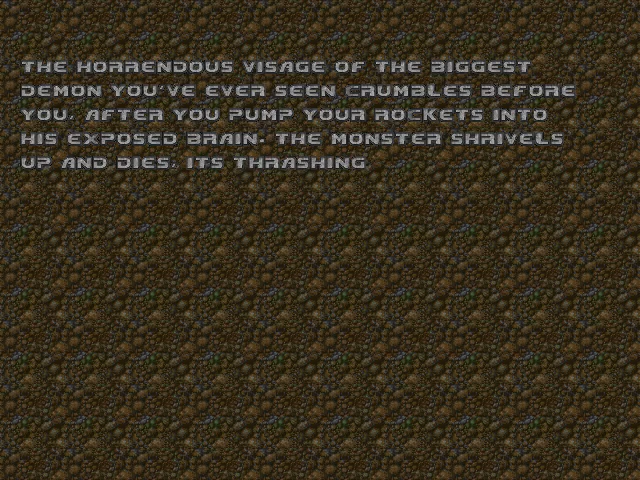 THE HORRENDOUS VISAGE OF THE BIGGEST
DEMON YOU'VE EVER SEEN CRUMBLES BEFORE
YOU, AFTER YOU PUMP YOUR ROCKETS INTO
HIS EXPOSED BRAIN. THE MONSTER SHRIVELS
UP AND DIES, ITS THRASHING